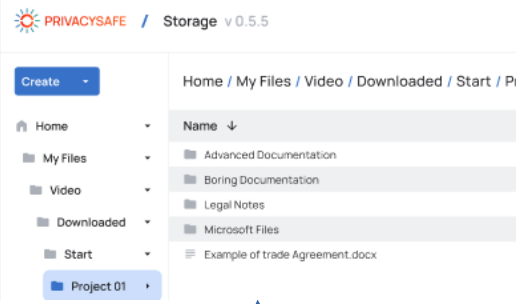 PRIVACYSAFE / Storage v 0.5.5
Create
Home / My Files / Video / Downloaded / Start /
Home
My Files
Video
Downloaded
Start
Project 01
Name
Advanced Documentation
Boring Documentation
Legal Notes
Microsoft Files
Example of trade Agreement.docx